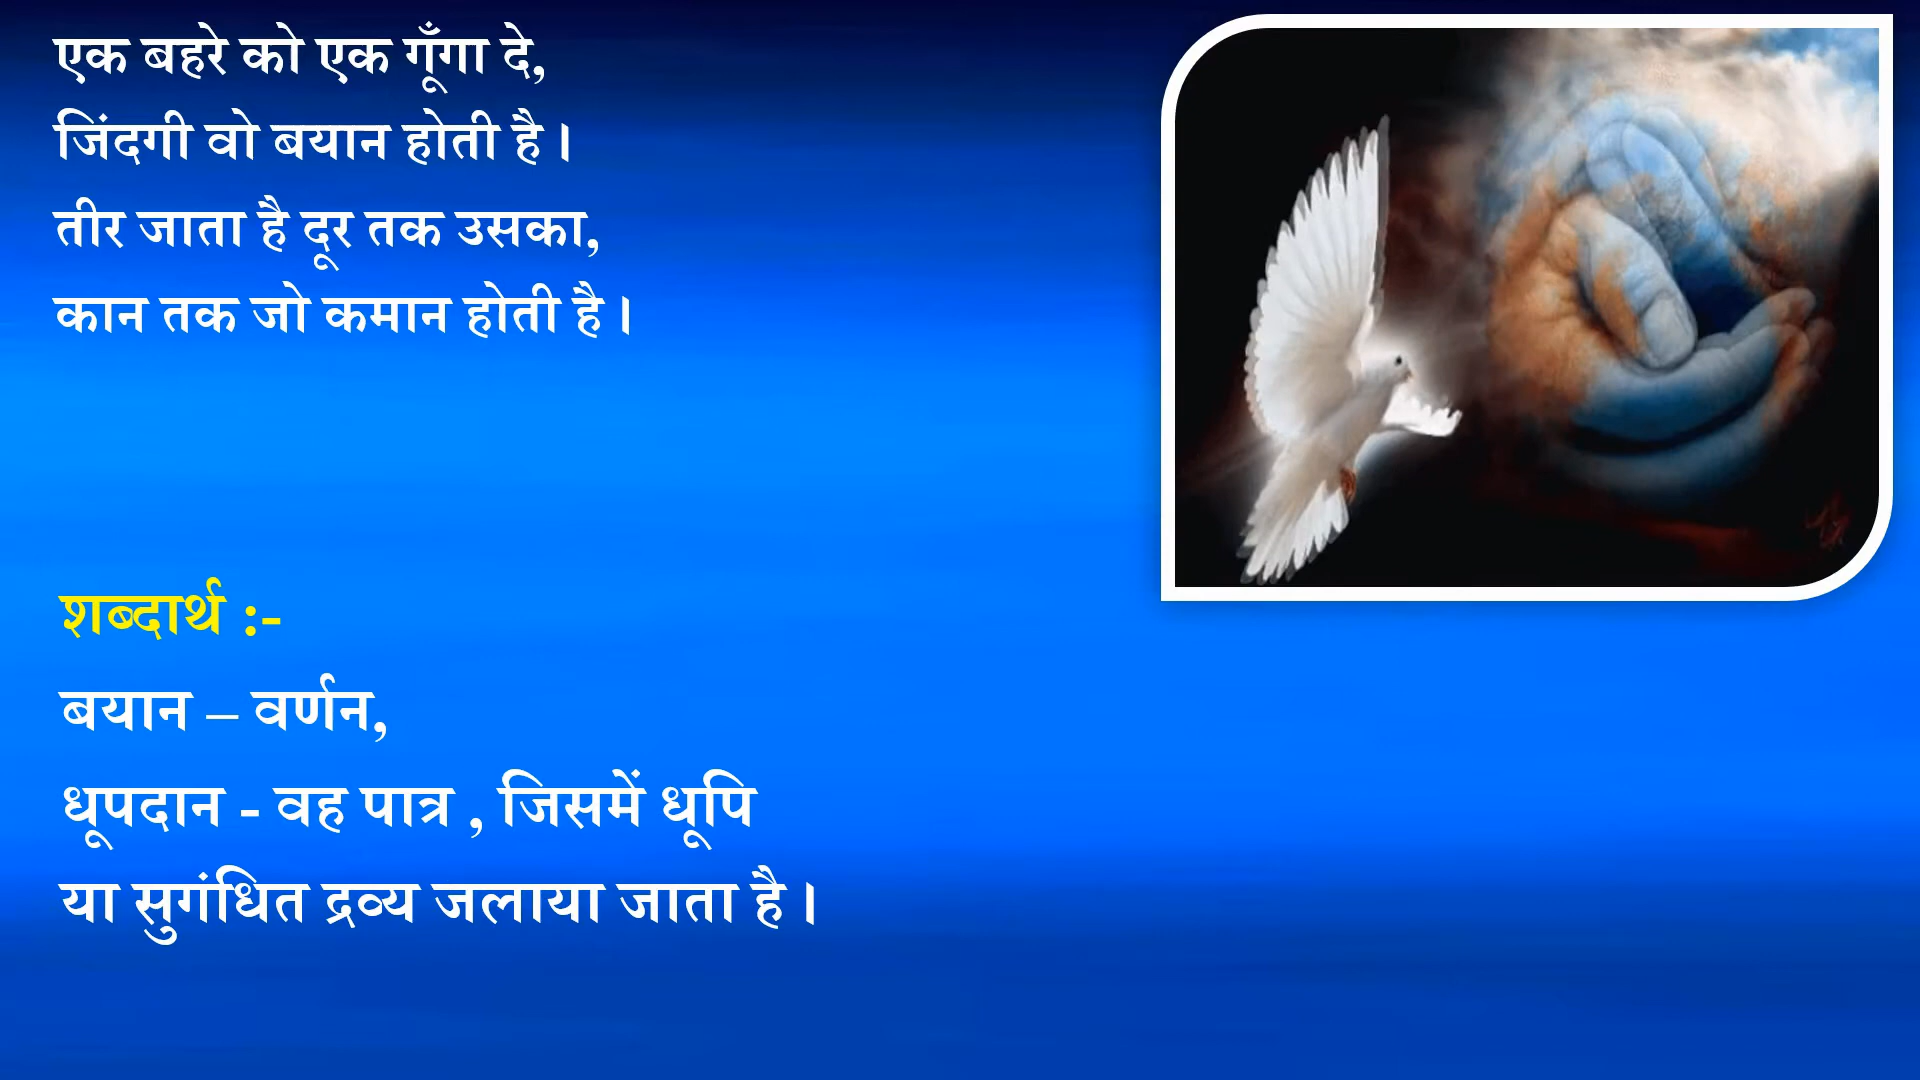 एक बहरे को एक गूँगा दे,
जिंदगी वो बयान होती है ।
तीर जाता है दूर तक उसका,
कान तक जो कमान होती है ।
शब्दार्थ :-
बयान – वर्णन,
धूपदान - वह पात्र , जिसमें धूपि
या सुगंधित द्रव्य जलाया जाता है ।